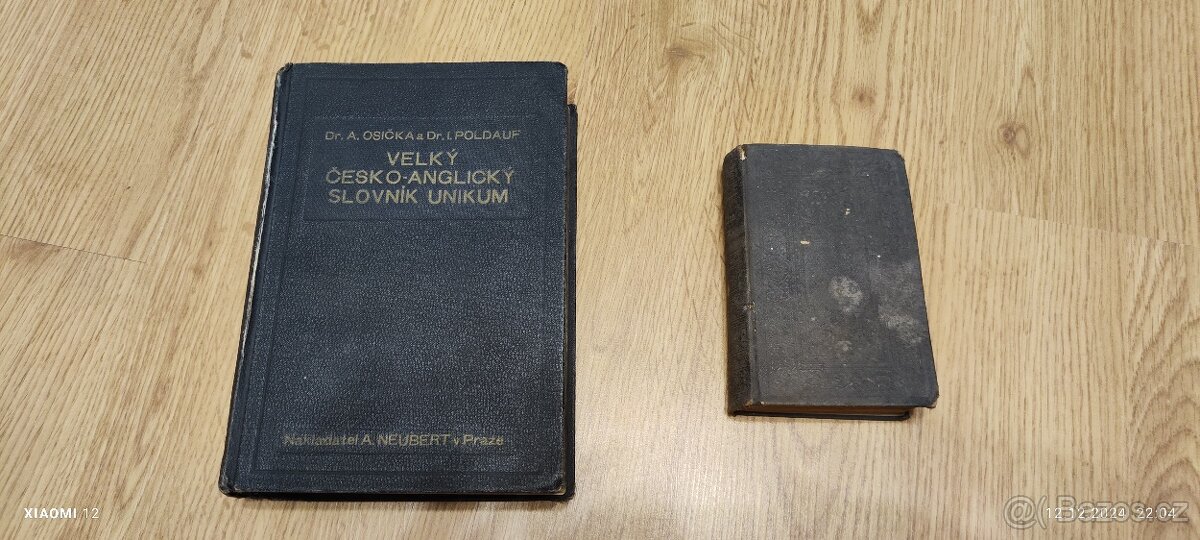 Dr. A. OSIČKA a Dr. I. POLDAUF
VELKÝ
ČESKO-ANGLICKÝ
SLOVNÍK UNIKUM
Nakladatel A. NEUBERT v Praze
XIAOMI 12
12.12.2024 22:04
@ Bazos.cz